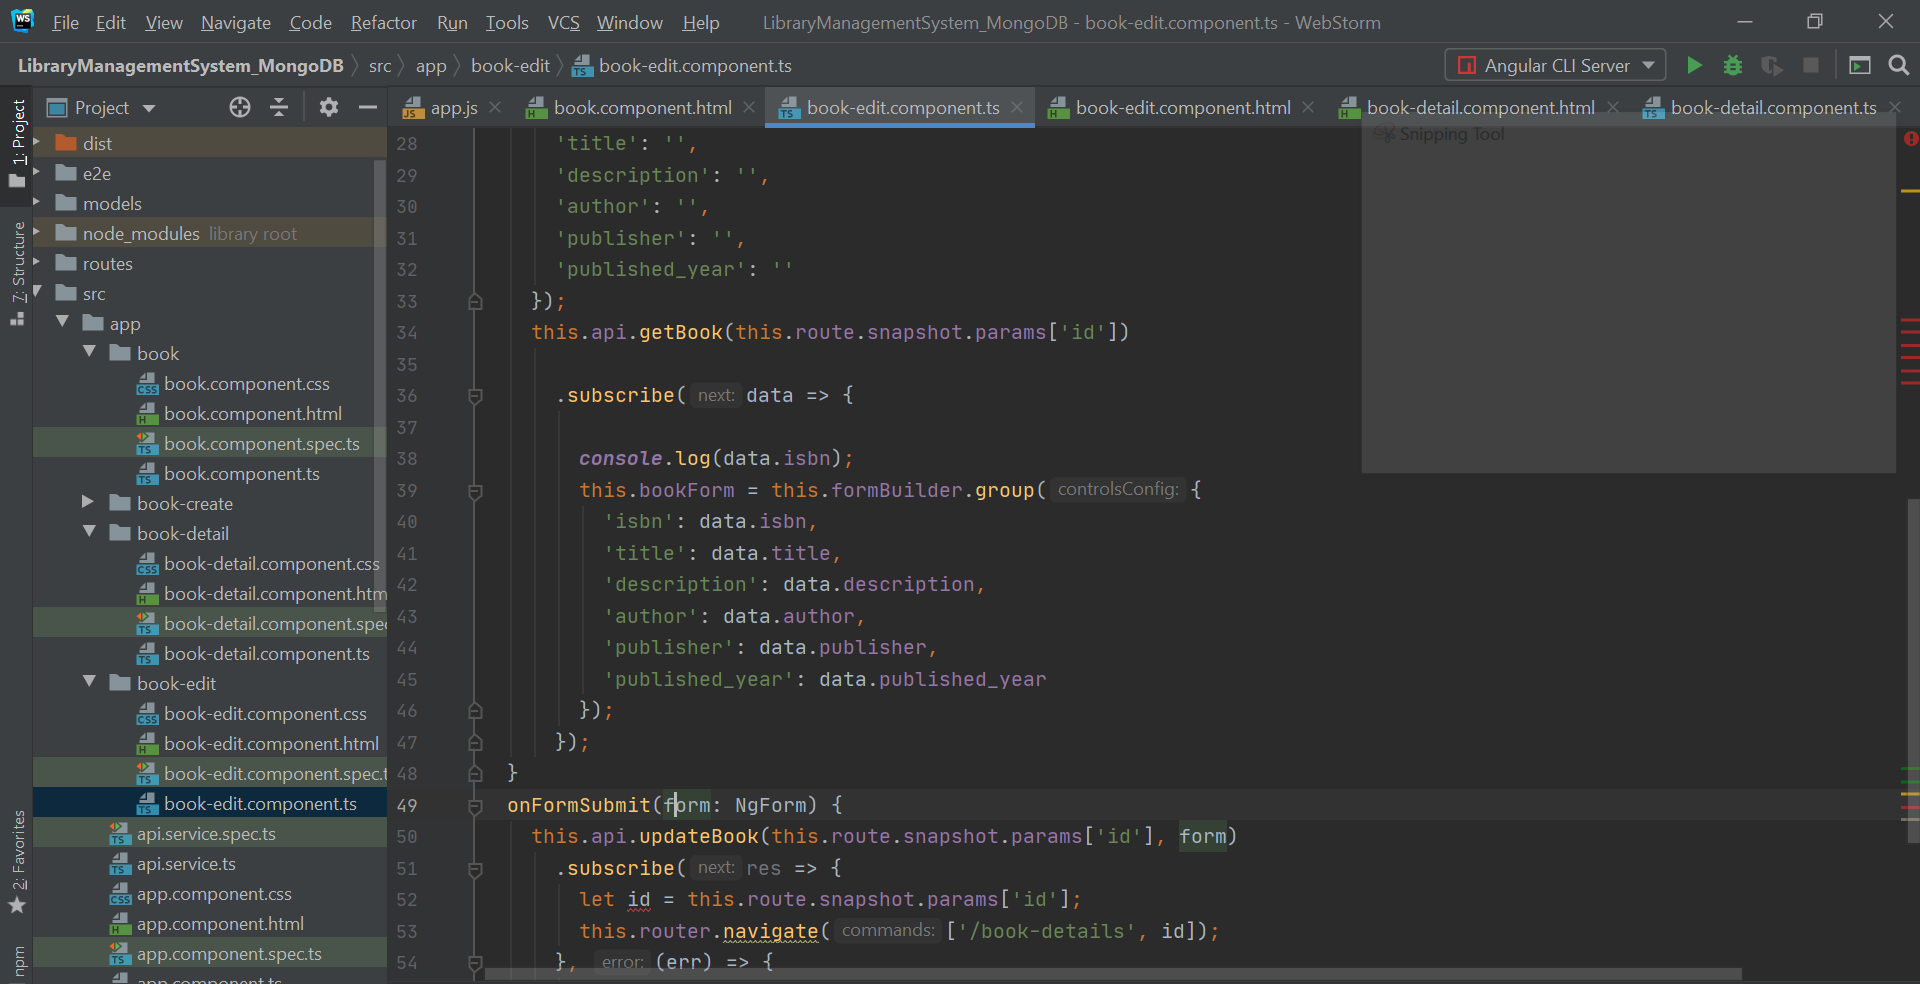 File Edit View Navigate Code Refactor Run Tools VCS Window Help LibraryManagementSystem_MongoDB - book-edit.component.ts - WebStorm
LibraryManagementSystem_MongoDB src app book-edit book-edit.component.ts Angular CLI Server
1: Project
7: Structure
2: Favorites
npm
Project
dist
e2e
models
node_modules library root
routes
src
app
book
book.component.css
book.component.html
book.component.spec.ts
book.component.ts
book-create
book-detail
book-detail.component.css
book-detail.component.htm
book-detail.component.spe
book-detail.component.ts
book-edit
book-edit.component.css
book-edit.component.html
book-edit.component.spec.t
book-edit.component.ts
api.service.spec.ts
api.service.ts
app.component.css
app.component.html
app.component.spec.ts
app.component.ts
app.js book.component.html book-edit.component.ts book-edit.component.html book-detail.component.html book-detail.component.ts
Snipping Tool
28 'title': '',
29 'description': '',
30 'author': '',
31 'publisher': '',
32 'published_year': ''
33 });
34 this.api.getBook(this.route.snapshot.params['id'])
35
36 .subscribe( next: data => {
37
38 console.log(data.isbn);
39 this.bookForm = this.formBuilder.group( controlsConfig: {
40 'isbn': data.isbn,
41 'title': data.title,
42 'description': data.description,
43 'author': data.author,
44 'publisher': data.publisher,
45 'published_year': data.published_year
46 });
47 });
48 }
49 onFormSubmit(form: NgForm) {
50 this.api.updateBook(this.route.snapshot.params['id'], form)
51 .subscribe( next: res => {
52 let id = this.route.snapshot.params['id'];
53 this.router.navigate( commands: ['/book-details', id]);
54 }, error: (err) => {